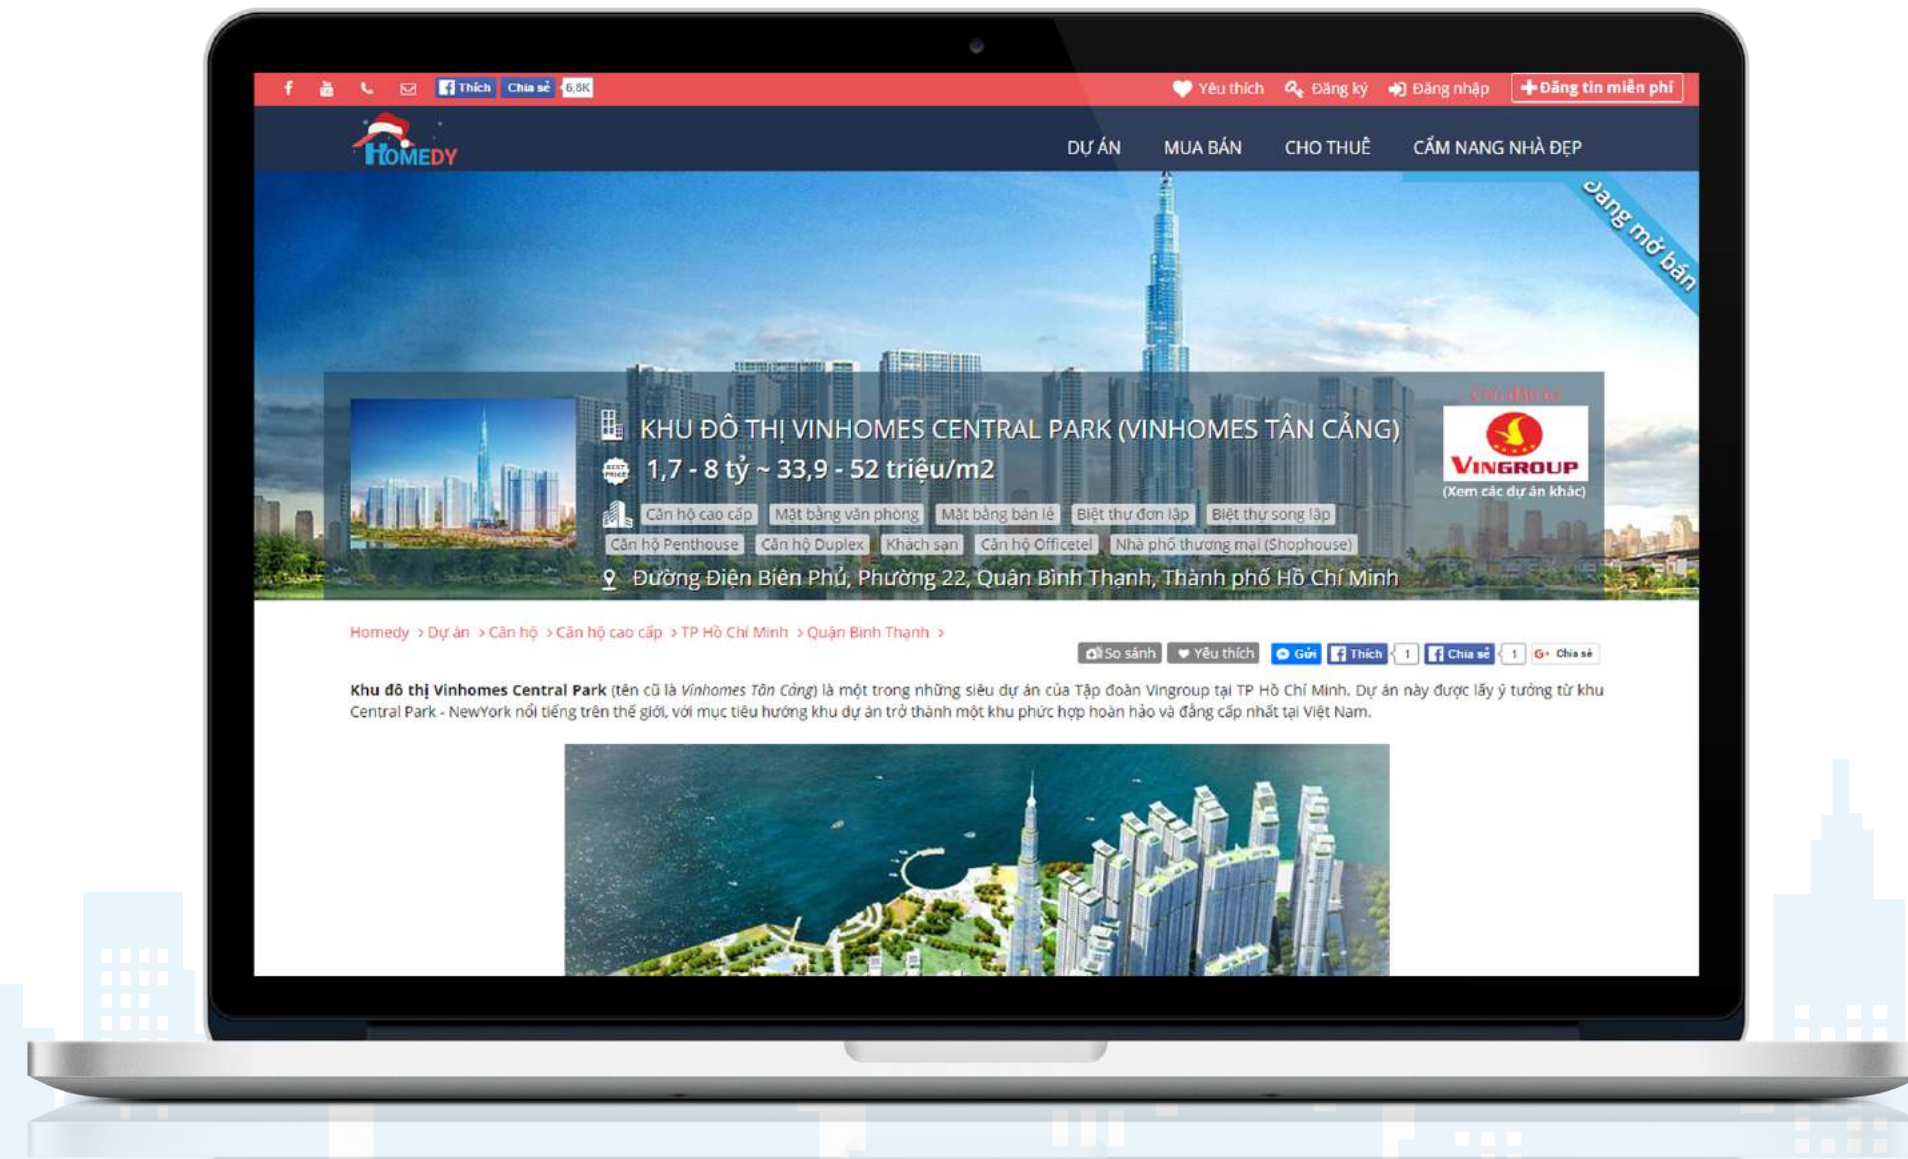 Thích Chia sẻ 6,8K Yêu thích Đăng ký Đăng nhập Đăng tin miễn phí
HOMEDY DỰ ÁN MUA BÁN CHO THUÊ CẨM NANG NHÀ ĐẸP
Đang mở bán
Chủ đầu tư
KHU ĐÔ THỊ VINHOMES CENTRAL PARK (VINHOMES TÂN CẢNG)
BEST PRICE 1,7 - 8 tỷ ~ 33,9 - 52 triệu/m2
VINGROUP
(Xem các dự án khác)
Căn hộ cao cấp Mặt bằng văn phòng Mặt bằng bán lẻ Biệt thự đơn lập Biệt thự song lập
Căn hộ Penthouse Căn hộ Duplex Khách sạn Căn hộ Officetel Nhà phố thương mại (Shophouse)
Đường Điện Biên Phủ, Phường 22, Quận Bình Thạnh, Thành phố Hồ Chí Minh
Homedy > Dự án > Căn hộ > Căn hộ cao cấp > TP Hồ Chí Minh > Quận Bình Thạnh >
So sánh Yêu thích Gửi Thích 1 Chia sẻ 1 G+ Chia sẻ
Khu đô thị Vinhomes Central Park (tên cũ là Vinhomes Tân Cảng) là một trong những siêu dự án của Tập đoàn Vingroup tại TP Hồ Chí Minh. Dự án này được lấy ý tưởng từ khu
Central Park - NewYork nổi tiếng trên thế giới, với mục tiêu hướng khu dự án trở thành một khu phức hợp hoàn hảo và đẳng cấp nhất tại Việt Nam.